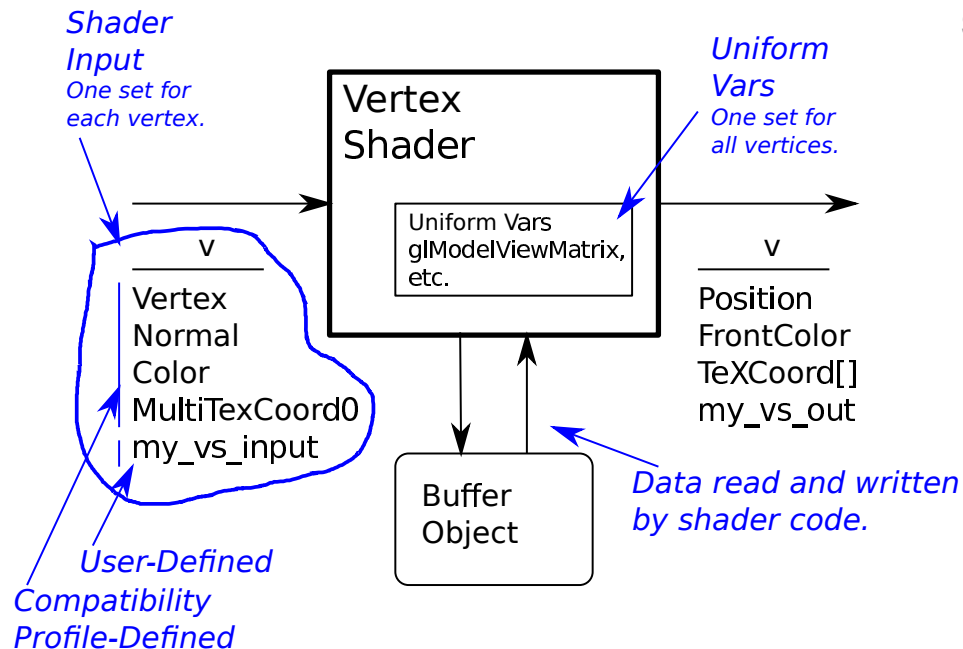 Shader
Input
One set for
each vertex.
Vertex
Shader
Uniform Vars
glModelViewMatrix,
etc.
Uniform
Vars
One set for
all vertices.
v
Vertex
Normal
Color
MultiTexCoord0
my_vs_input
v
Position
FrontColor
TeXCoord[]
my_vs_out
Buffer
Object
Data read and written
by shader code.
User-Defined
Compatibility
Profile-Defined